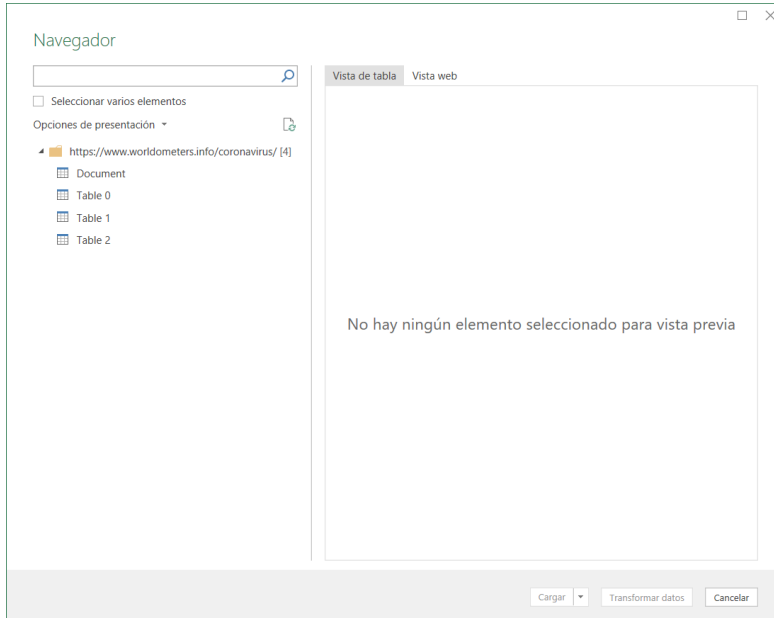 Navegador
Seleccionar varios elementos
Opciones de presentación
https://www.worldometers.info/coronavirus/ [4]
Document
Table 0
Table 1
Table 2
Vista de tabla
Vista web
No hay ningún elemento seleccionado para vista previa
Cargar
Transformar datos
Cancelar